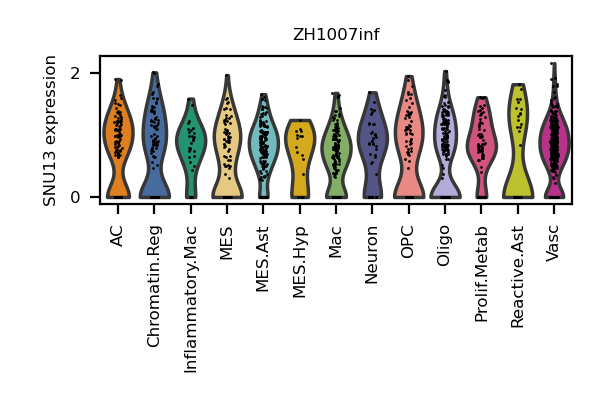 ZH1007inf
SNU13 expression
2
0
AC
Chromatin.Reg
Inflammatory.Mac
MES
MES.Ast
MES.Hyp
Mac
Neuron
OPC
Oligo
Prolif.Metab
Reactive.Ast
Vasc